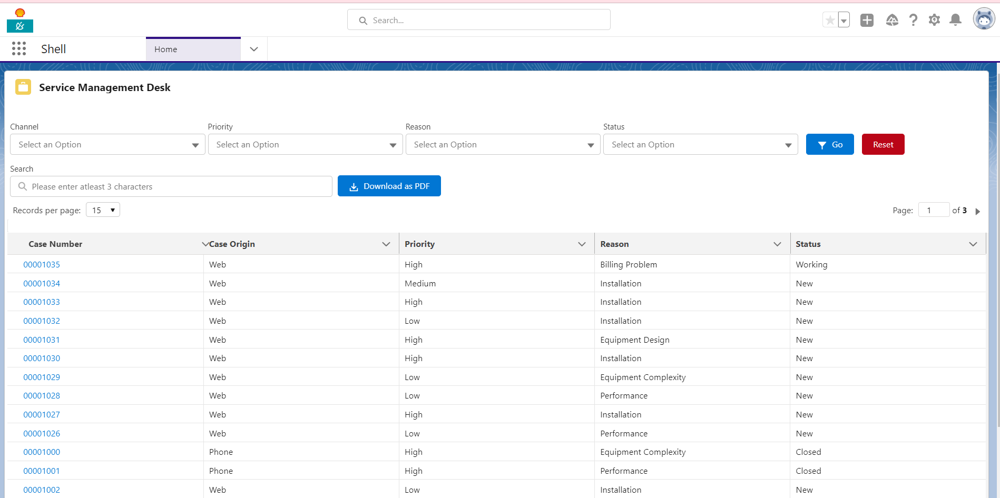 Search...
Shell Home
Service Management Desk
Channel Priority Reason Status
Select an Option Select an Option Select an Option Select an Option Go Reset
Search
Please enter atleast 3 characters Download as PDF
Records per page: 15 Page: 1 of 3
Case Number Case Origin Priority Reason Status
00001035 Web High Billing Problem Working
00001034 Web Medium Installation New
00001033 Web High Installation New
00001032 Web Low Installation New
00001031 Web High Equipment Design New
00001030 Web High Installation New
00001029 Web Low Equipment Complexity New
00001028 Web Low Performance New
00001027 Web High Installation New
00001026 Web Low Performance New
00001000 Phone High Equipment Complexity Closed
00001001 Phone High Performance Closed
00001002 Web Low Installation New